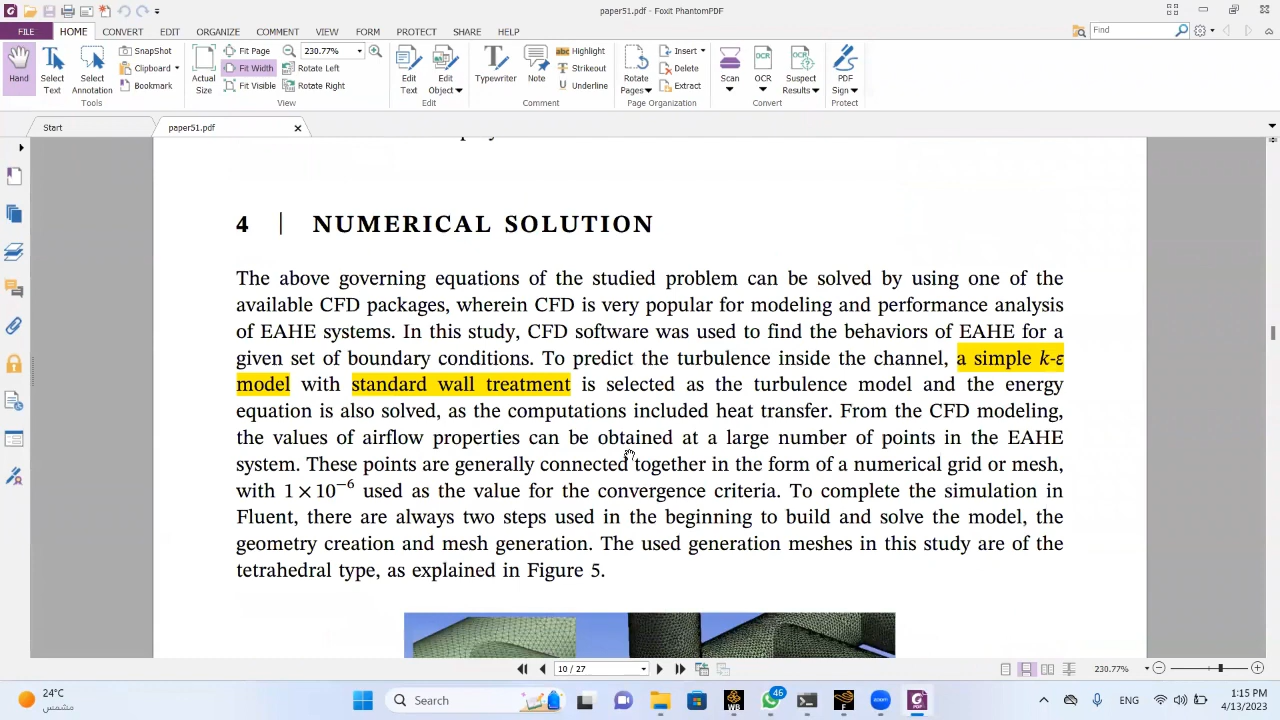 paper51.pdf - Foxit PhantomPDF
FILE HOME CONVERT EDIT ORGANIZE COMMENT VIEW FORM PROTECT SHARE HELP
Find
Hand
Select Text
Select Annotation
SnapShot
Clipboard
Bookmark
Tools
Actual Size
Fit Page
Fit Width
Fit Visible
230.77%
Rotate Left
Rotate Right
View
Edit Text
Edit Object
Edit
Typewriter
Note
Highlight
Strikeout
Underline
Comment
Rotate Pages
Insert
Delete
Extract
Page Organization
Scan
OCR
Suspect Results
Convert
PDF Sign
Protect
Start
paper51.pdf
4 | NUMERICAL SOLUTION
The above governing equations of the studied problem can be solved by using one of the
available CFD packages, wherein CFD is very popular for modeling and performance analysis
of EAHE systems. In this study, CFD software was used to find the behaviors of EAHE for a
given set of boundary conditions. To predict the turbulence inside the channel, a simple k-ε
model with standard wall treatment is selected as the turbulence model and the energy
equation is also solved, as the computations included heat transfer. From the CFD modeling,
the values of airflow properties can be obtained at a large number of points in the EAHE
system. These points are generally connected together in the form of a numerical grid or mesh,
with 1 × 10⁻⁶ used as the value for the convergence criteria. To complete the simulation in
Fluent, there are always two steps used in the beginning to build and solve the model, the
geometry creation and mesh generation. The used generation meshes in this study are of the
tetrahedral type, as explained in Figure 5.
10 / 27
230.77%
24°C
مشمس
Search
46
ENG
1:15 PM
4/13/2023